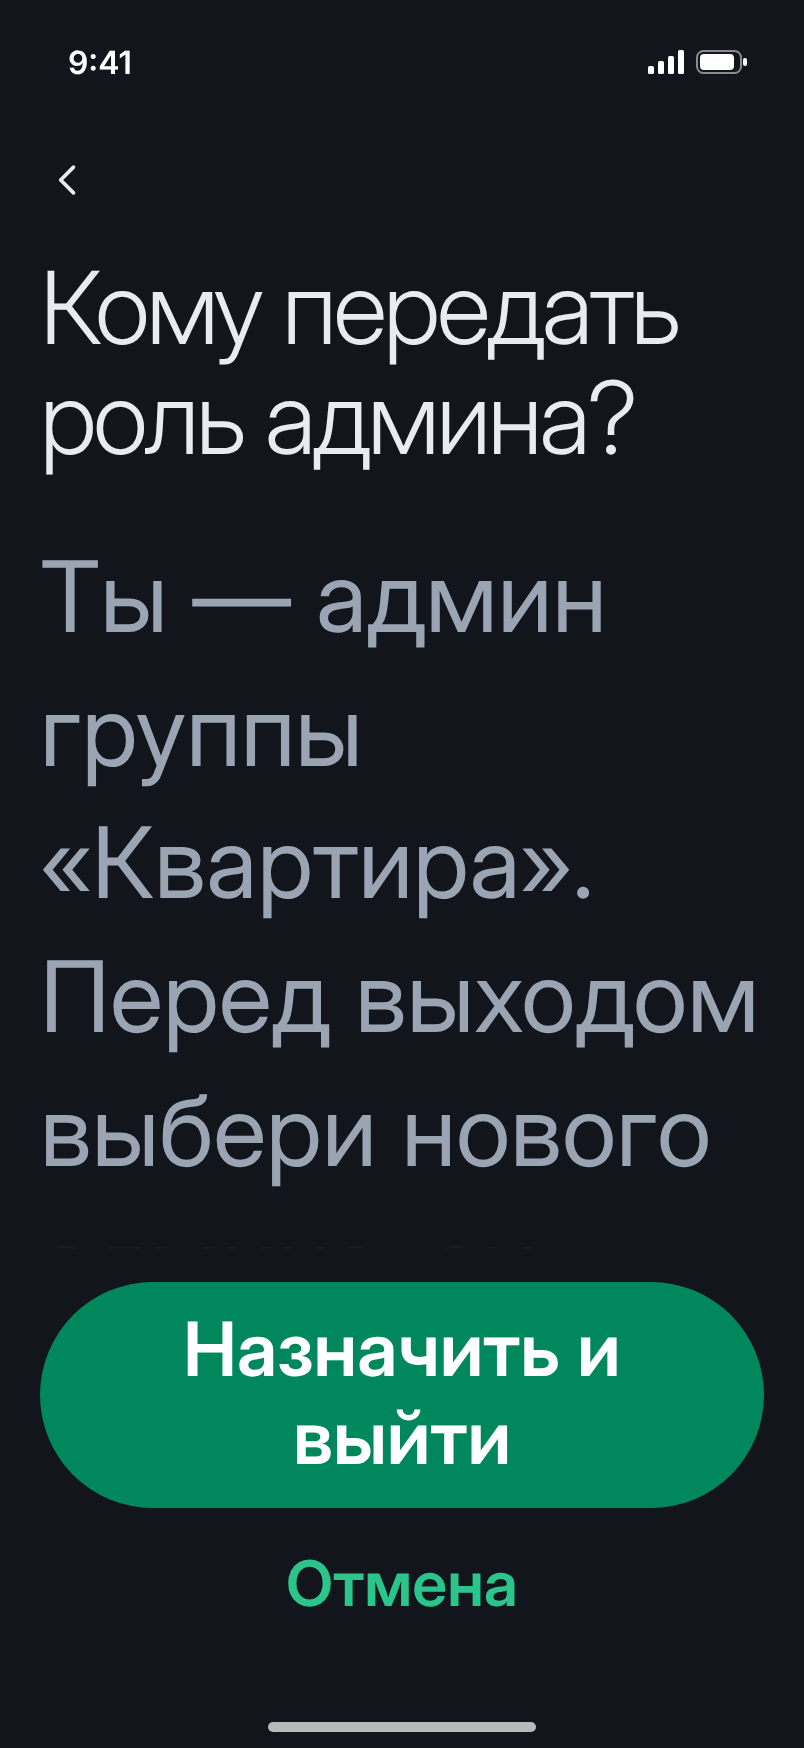 9:41
Кому передать
роль админа?
Ты — админ
группы
«Квартира».
Перед выходом
выбери нового
Назначить и
выйти
Отмена